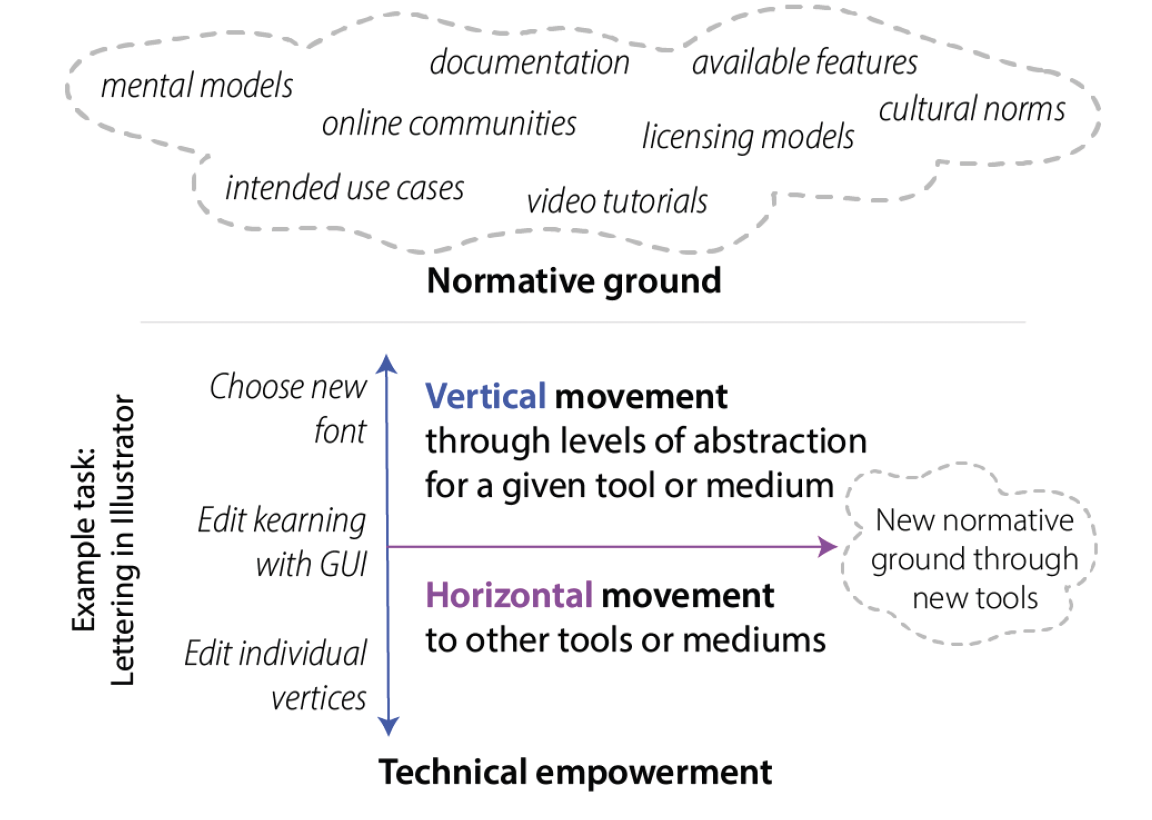 mental models
documentation
available features
online communities
licensing models
cultural norms
intended use cases
video tutorials
Normative ground
Example task:
Lettering in Illustrator
Choose new
font
Edit kearning
with GUI
Edit individual
vertices
Vertical movement
through levels of abstraction
for a given tool or medium
Horizontal movement
to other tools or mediums
New normative
ground through
new tools
Technical empowerment